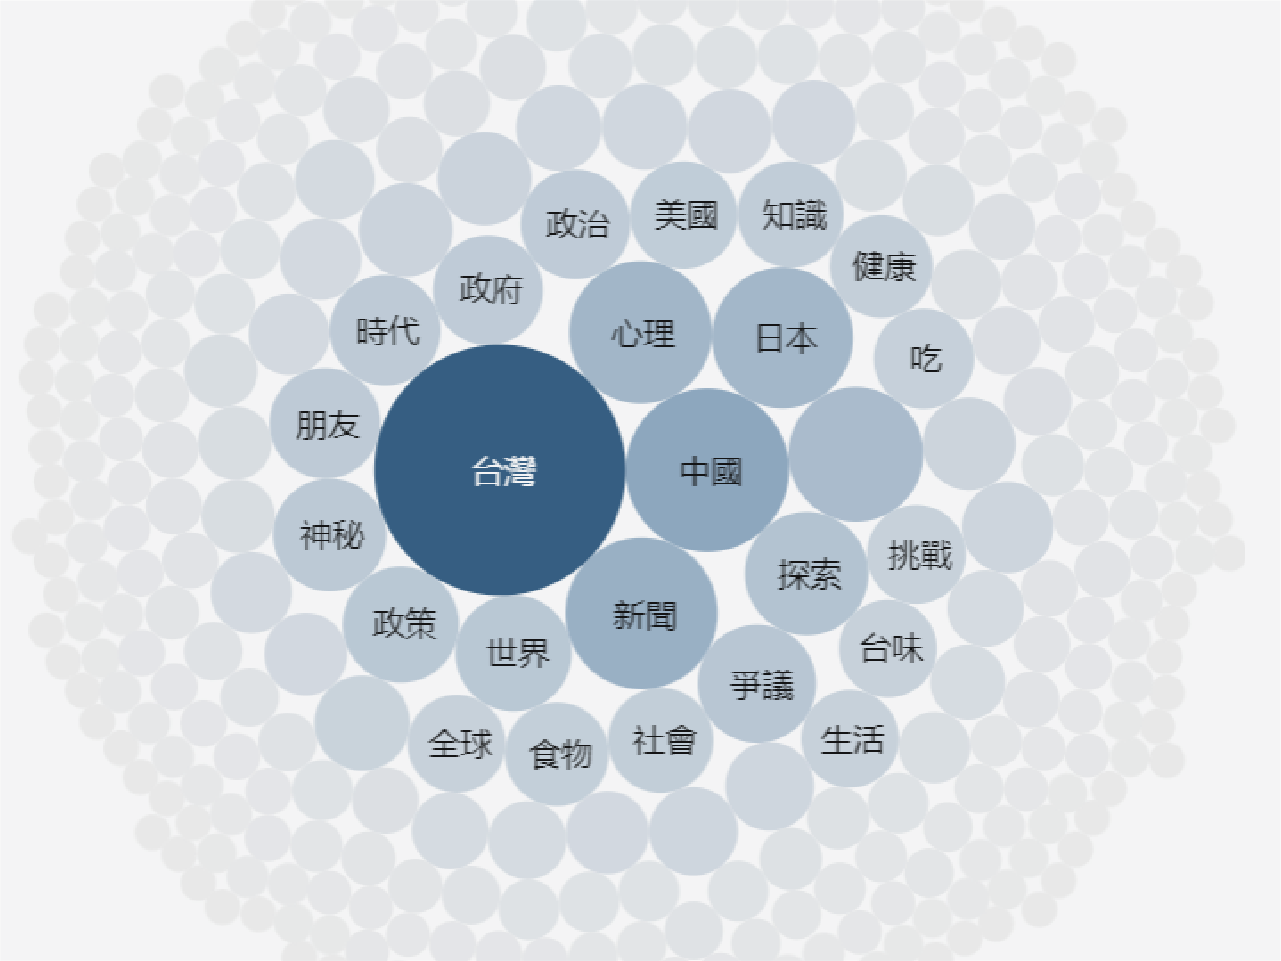 政治
美國
知識
健康
政府
時代
心理
日本
吃
朋友
台灣
中國
神秘
探索
挑戰
政策
世界
新聞
台味
爭議
全球
食物
社會
生活